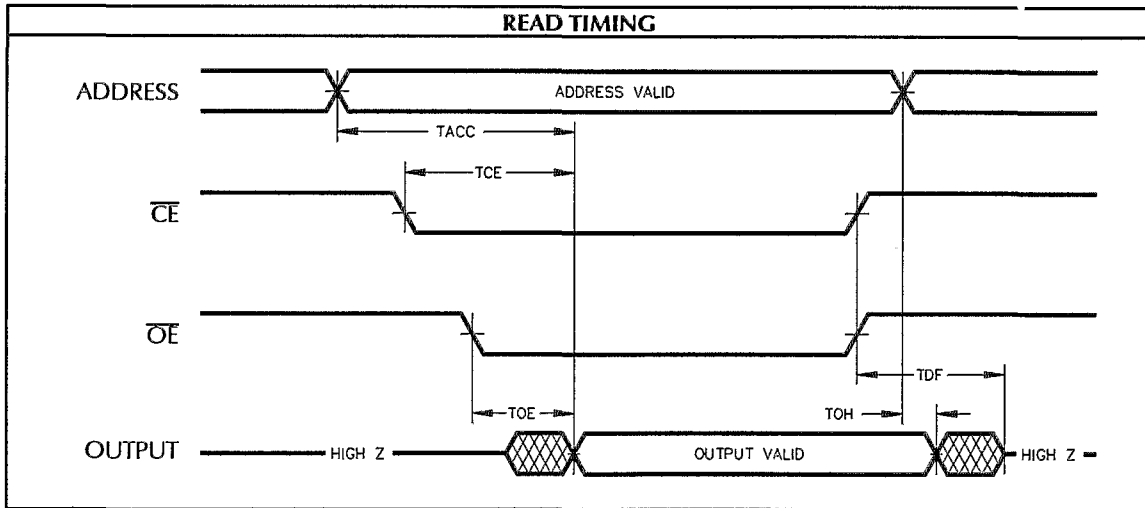 READ TIMING
ADDRESS
ADDRESS VALID
TACC
TCE
CE
OE
TDF
TOE
TOH
OUTPUT
HIGH Z
OUTPUT VALID
HIGH Z